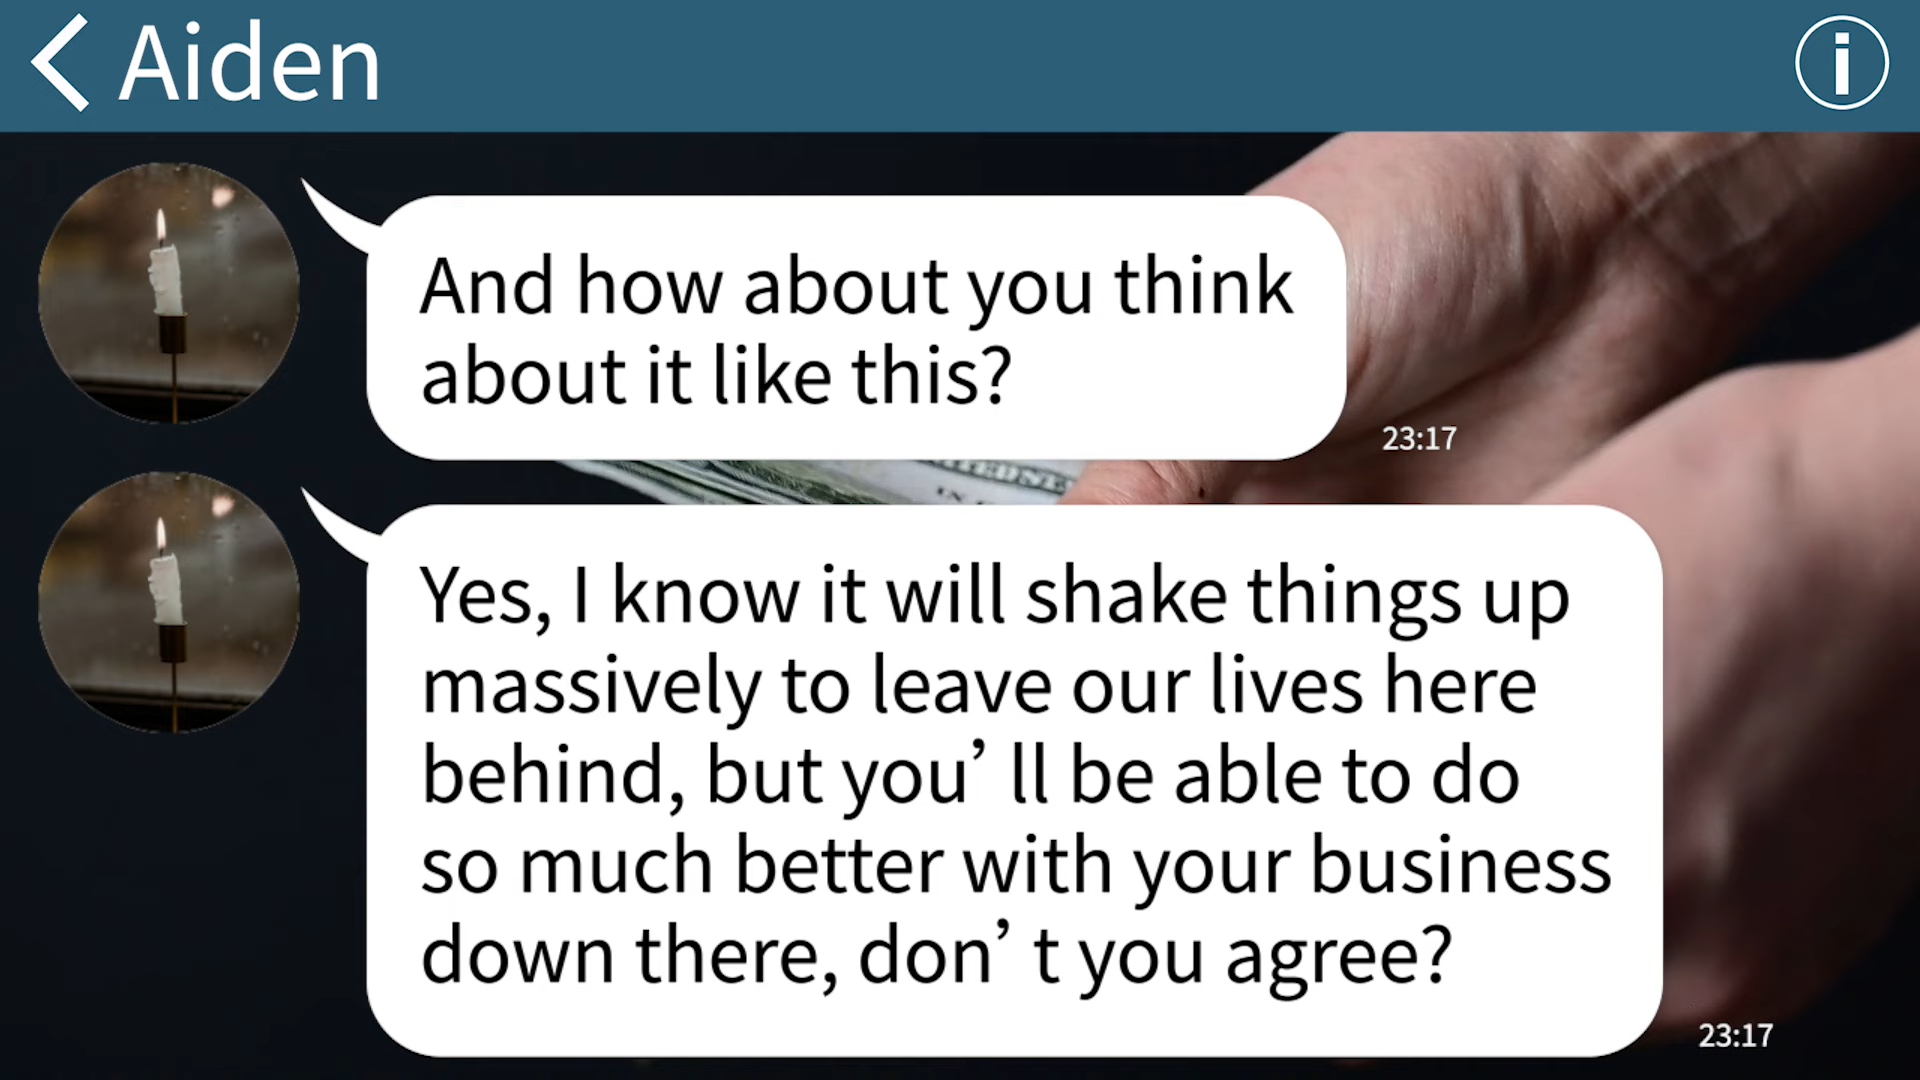 Aiden
And how about you think
about it like this?
23:17
Yes, I know it will shake things up
massively to leave our lives here
behind, but you’ll be able to do
so much better with your business
down there, don’t you agree?
23:17